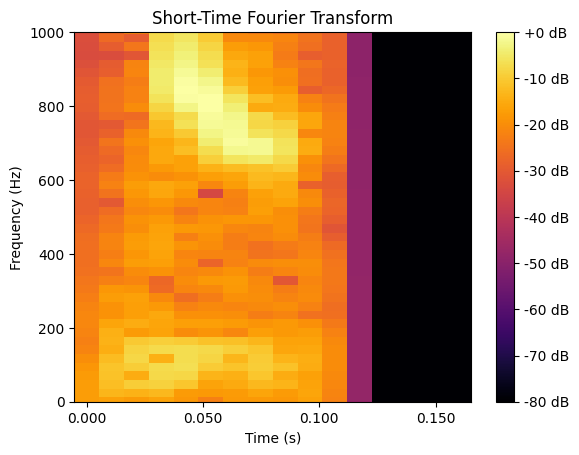 Short-Time Fourier Transform
1000
800
600
400
200
0
Frequency (Hz)
0.000
0.050
0.100
0.150
Time (s)
+0 dB
-10 dB
-20 dB
-30 dB
-40 dB
-50 dB
-60 dB
-70 dB
-80 dB